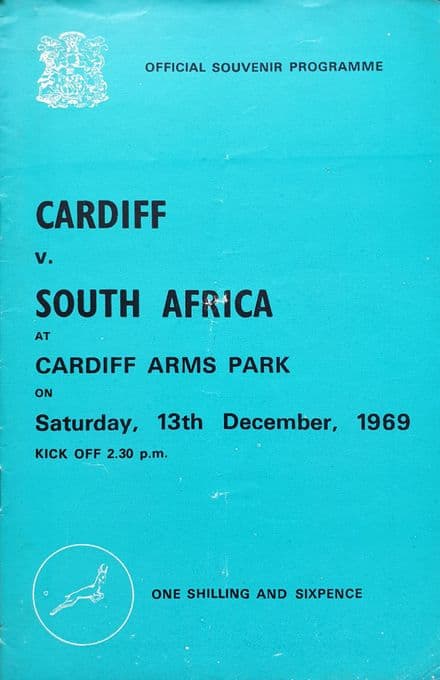 OFFICIAL SOUVENIR PROGRAMME
CARDIFF
v.
SOUTH AFRICA
AT
CARDIFF ARMS PARK
ON
Saturday, 13th December, 1969
KICK OFF 2.30 p.m.
ONE SHILLING AND SIXPENCE